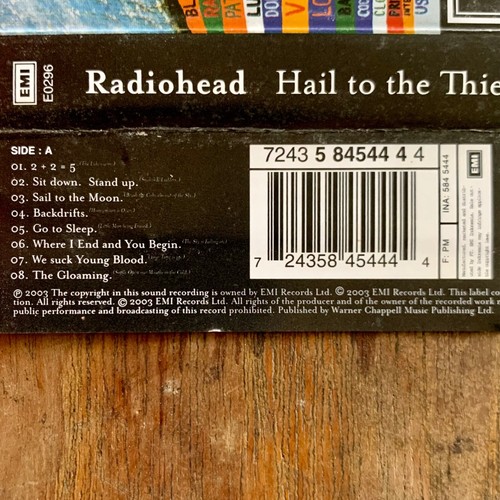 EMI
E0296
Radiohead Hail to the Thie
SIDE : A
01. 2 + 2 = 5
02. Sit down. Stand up.
03. Sail to the Moon.
04. Backdrifts.
05. Go to Sleep.
06. Where I End and You Begin.
07. We suck Young Blood.
08. The Gloaming.
7243 5 84544 4 4
7 24358 45444 4
F: PM
INA: 584 5444
EMI
℗ 2003 The copyright in this sound recording is owned by EMI Records Ltd. © 2003 EMI Records Ltd. This label co
tion. All rights reserved. © 2003 EMI Records Ltd. All rights of the producer and of the owner of the recorded work r
public performance and broadcasting of this record prohibited. Published by Warner Chappell Music Publishing Ltd.